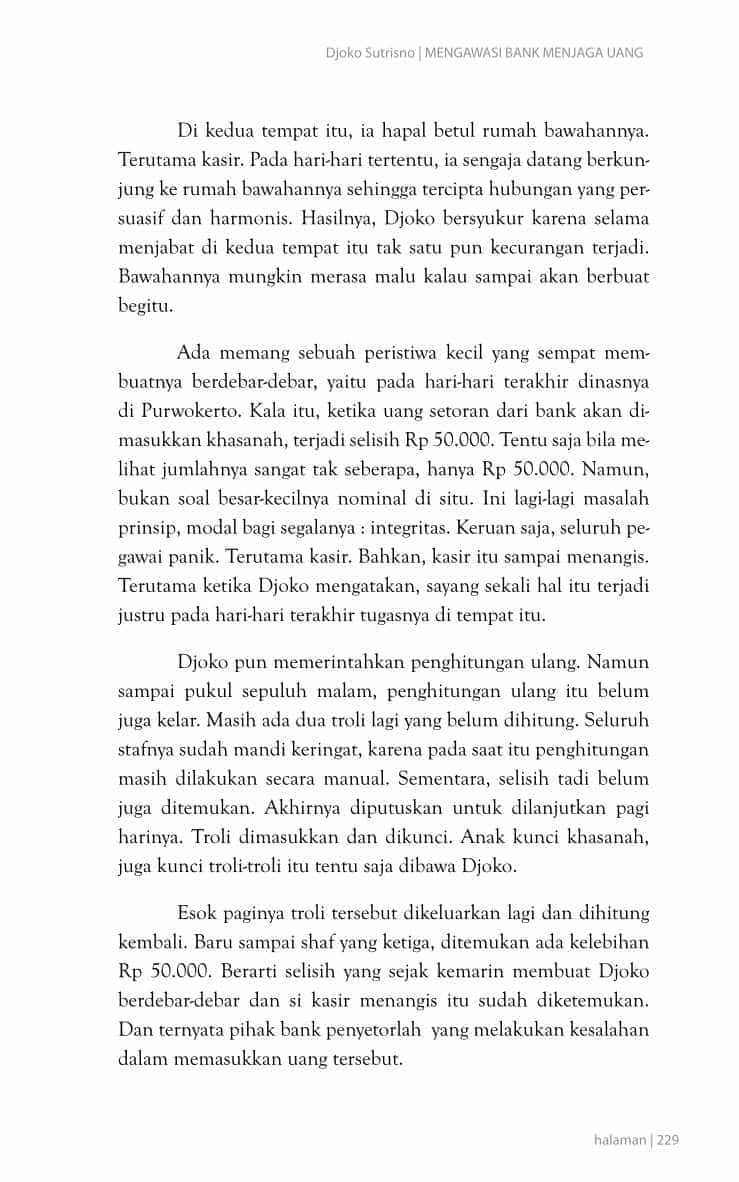 Djoko Sutrisno | MENGAWASI BANK MENJAGA UANG
Di kedua tempat itu, ia hapal betul rumah bawahannya.
Terutama kasir. Pada hari-hari tertentu, ia sengaja datang berkun-
jung ke rumah bawahannya sehingga tercipta hubungan yang per-
suasif dan harmonis. Hasilnya, Djoko bersyukur karena selama
menjabat di kedua tempat itu tak satu pun kecurangan terjadi.
Bawahannya mungkin merasa malu kalau sampai akan berbuat
begitu.
Ada memang sebuah peristiwa kecil yang sempat mem-
buatnya berdebar-debar, yaitu pada hari-hari terakhir dinasnya
di Purwokerto. Kala itu, ketika uang setoran dari bank akan di-
masukkan khasanah, terjadi selisih Rp 50.000. Tentu saja bila me-
lihat jumlahnya sangat tak seberapa, hanya Rp 50.000. Namun,
bukan soal besar-kecilnya nominal di situ. Ini lagi-lagi masalah
prinsip, modal bagi segalanya : integritas. Keruan saja, seluruh pe-
gawai panik. Terutama kasir. Bahkan, kasir itu sampai menangis.
Terutama ketika Djoko mengatakan, sayang sekali hal itu terjadi
justru pada hari-hari terakhir tugasnya di tempat itu.
Djoko pun memerintahkan penghitungan ulang. Namun
sampai pukul sepuluh malam, penghitungan ulang itu belum
juga kelar. Masih ada dua troli lagi yang belum dihitung. Seluruh
stafnya sudah mandi keringat, karena pada saat itu penghitungan
masih dilakukan secara manual. Sementara, selisih tadi belum
juga ditemukan. Akhirnya diputuskan untuk dilanjutkan pagi
harinya. Troli dimasukkan dan dikunci. Anak kunci khasanah,
juga kunci troli-troli itu tentu saja dibawa Djoko.
Esok paginya troli tersebut dikeluarkan lagi dan dihitung
kembali. Baru sampai shaf yang ketiga, ditemukan ada kelebihan
Rp 50.000. Berarti selisih yang sejak kemarin membuat Djoko
berdebar-debar dan si kasir menangis itu sudah diketemukan.
Dan ternyata pihak bank penyetorlah  yang melakukan kesalahan
dalam memasukkan uang tersebut.
halaman | 229